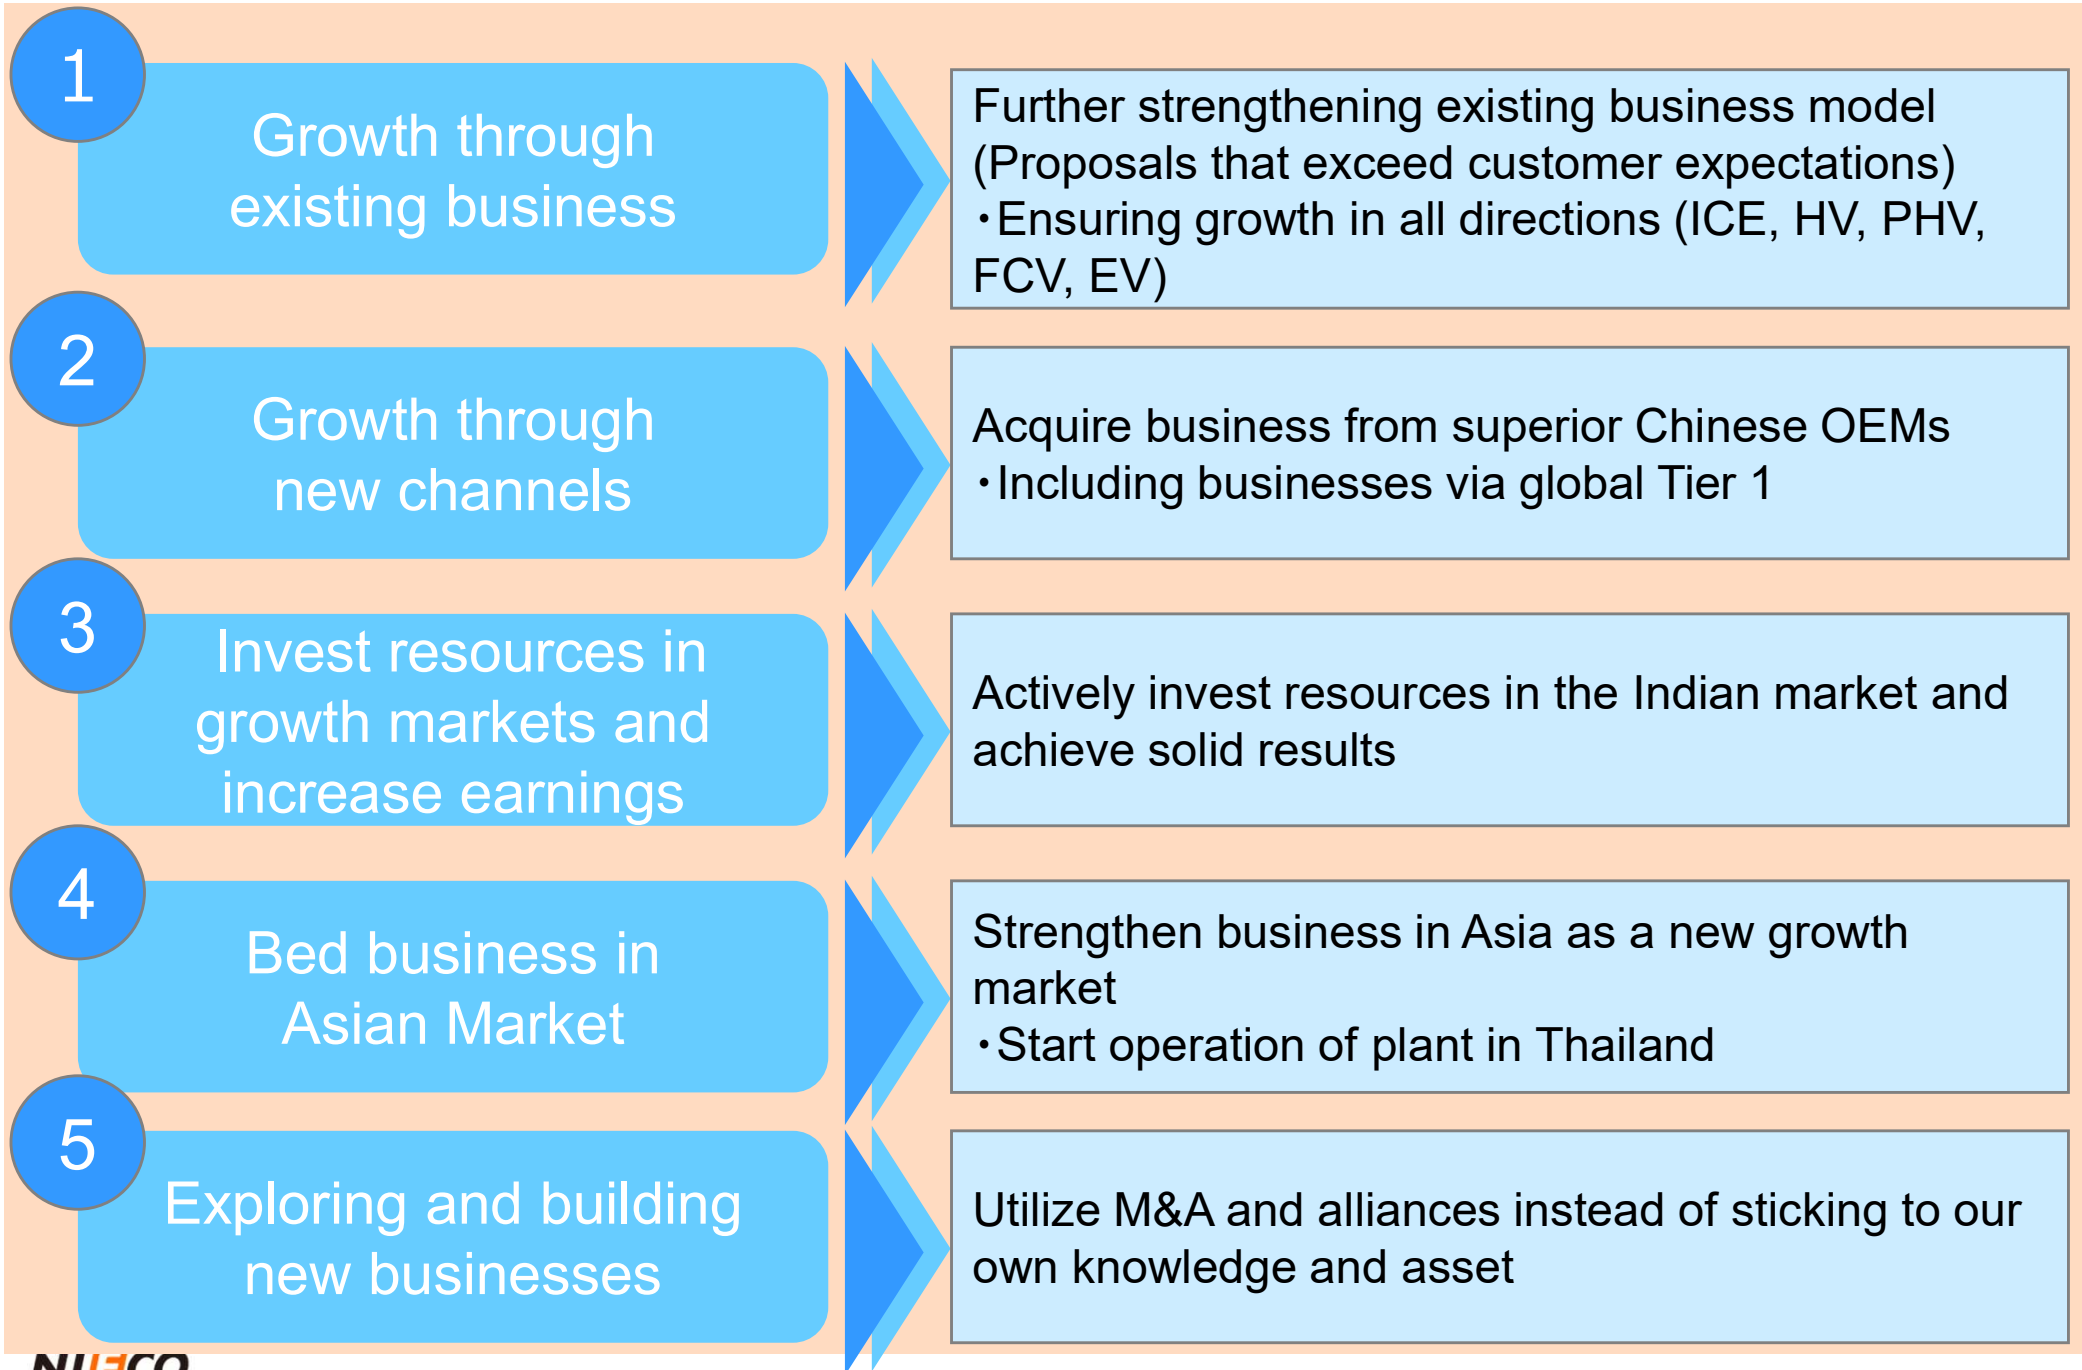 1
Growth through
existing business
Further strengthening existing business model
(Proposals that exceed customer expectations)
・Ensuring growth in all directions (ICE, HV, PHV,
FCV, EV)
2
Growth through
new channels
Acquire business from superior Chinese OEMs
・Including businesses via global Tier 1
3
Invest resources in
growth markets and
increase earnings
Actively invest resources in the Indian market and
achieve solid results
4
Bed business in
Asian Market
Strengthen business in Asia as a new growth
market
・Start operation of plant in Thailand
5
Exploring and building
new businesses
Utilize M&A and alliances instead of sticking to our
own knowledge and asset